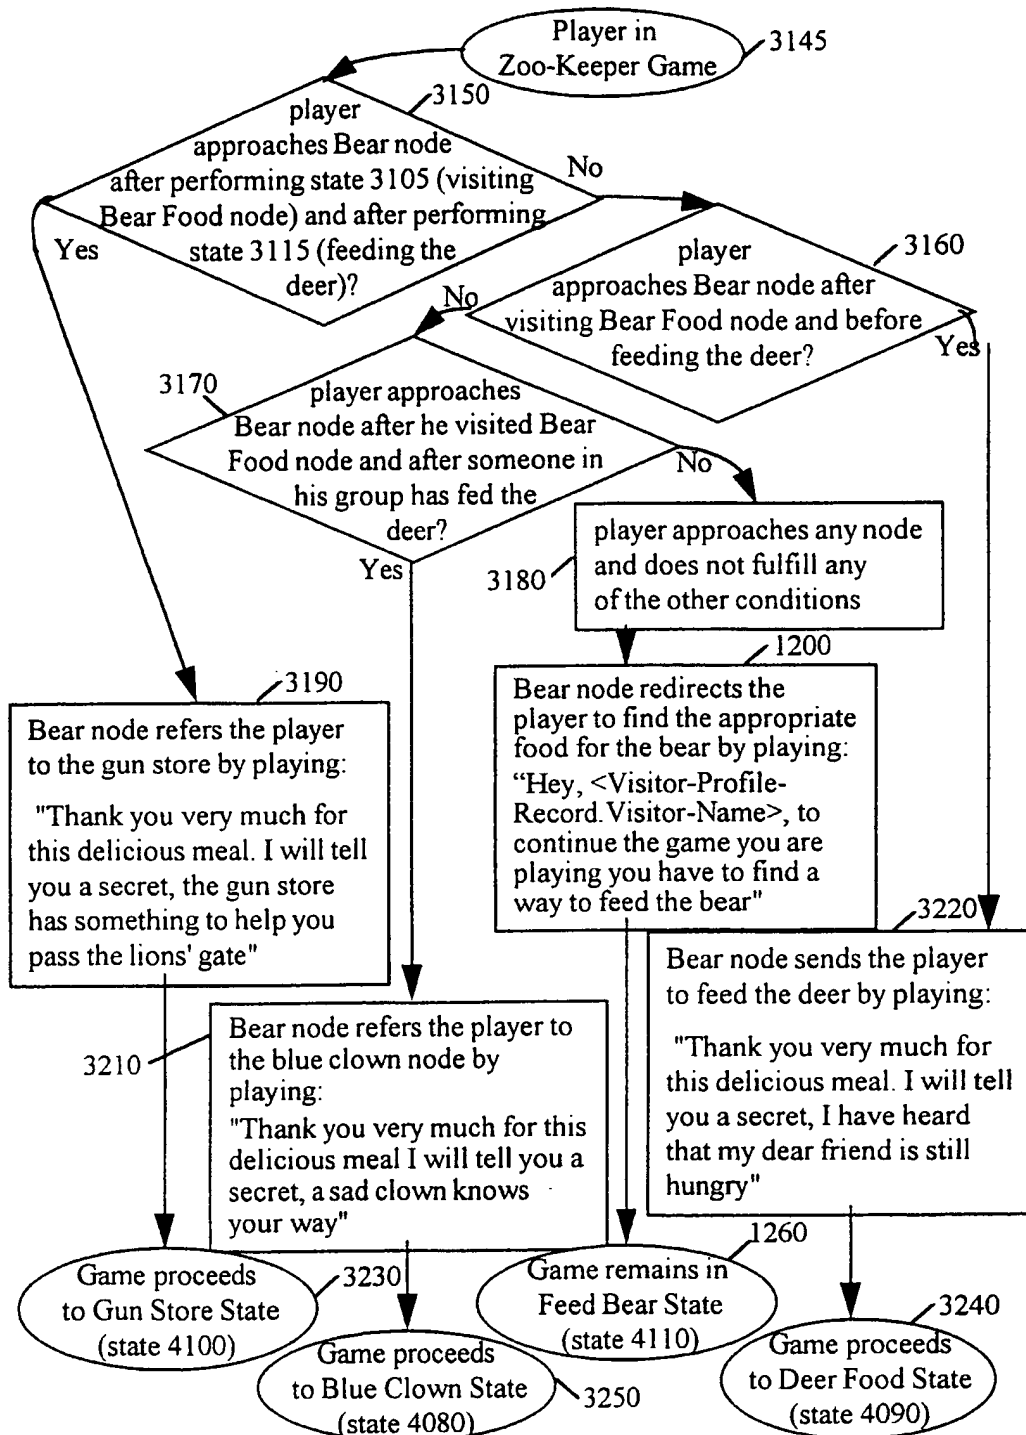 Player in
Zoo-Keeper Game
3145
3150
player
approaches Bear node
after performing state 3105 (visiting
Bear Food node) and after performing
state 3115 (feeding the
deer)?
No
Yes
3160
player
approaches Bear node after
visiting Bear Food node and before
feeding the deer?
No
Yes
3170
player approaches
Bear node after he visited Bear
Food node and after someone in
his group has fed the
deer?
No
Yes
3180
player approaches any node
and does not fulfill any
of the other conditions
1200
Bear node redirects the
player to find the appropriate
food for the bear by playing:
“Hey, <Visitor-Profile-
Record.Visitor-Name>, to
continue the game you are
playing you have to find a
way to feed the bear"
3190
Bear node refers the player
to the gun store by playing:
"Thank you very much for
this delicious meal. I will tell
you a secret, the gun store
has something to help you
pass the lions' gate"
3220
Bear node sends the player
to feed the deer by playing:
"Thank you very much for
this delicious meal. I will tell
you a secret, I have heard
that my dear friend is still
hungry"
3210
Bear node refers the player to
the blue clown node by
playing:
"Thank you very much for this
delicious meal I will tell you a
secret, a sad clown knows
your way"
Game proceeds
to Gun Store State
(state 4100)
3230
Game proceeds
to Blue Clown State
(state 4080)
3250
1260
Game remains in
Feed Bear State
(state 4110)
3240
Game proceeds
to Deer Food State
(state 4090)